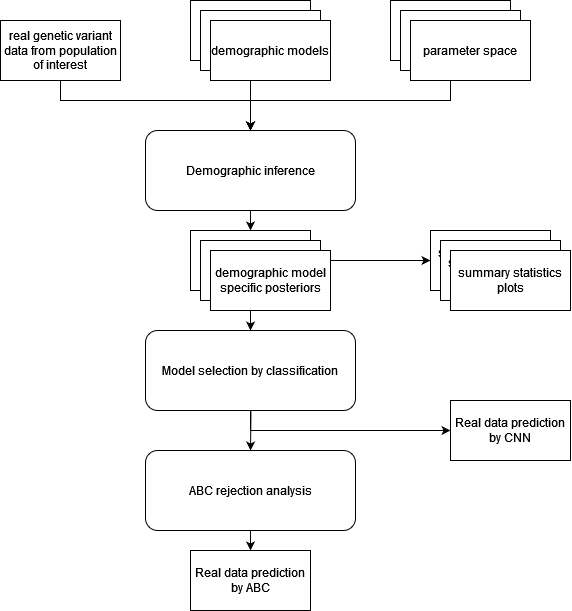 real genetic variant
data from population
of interest
demographic models
parameter space
Demographic inference
demographic model
specific posteriors
summary statistics
plots
Model selection by classification
Real data prediction
by CNN
ABC rejection analysis
Real data prediction
by ABC